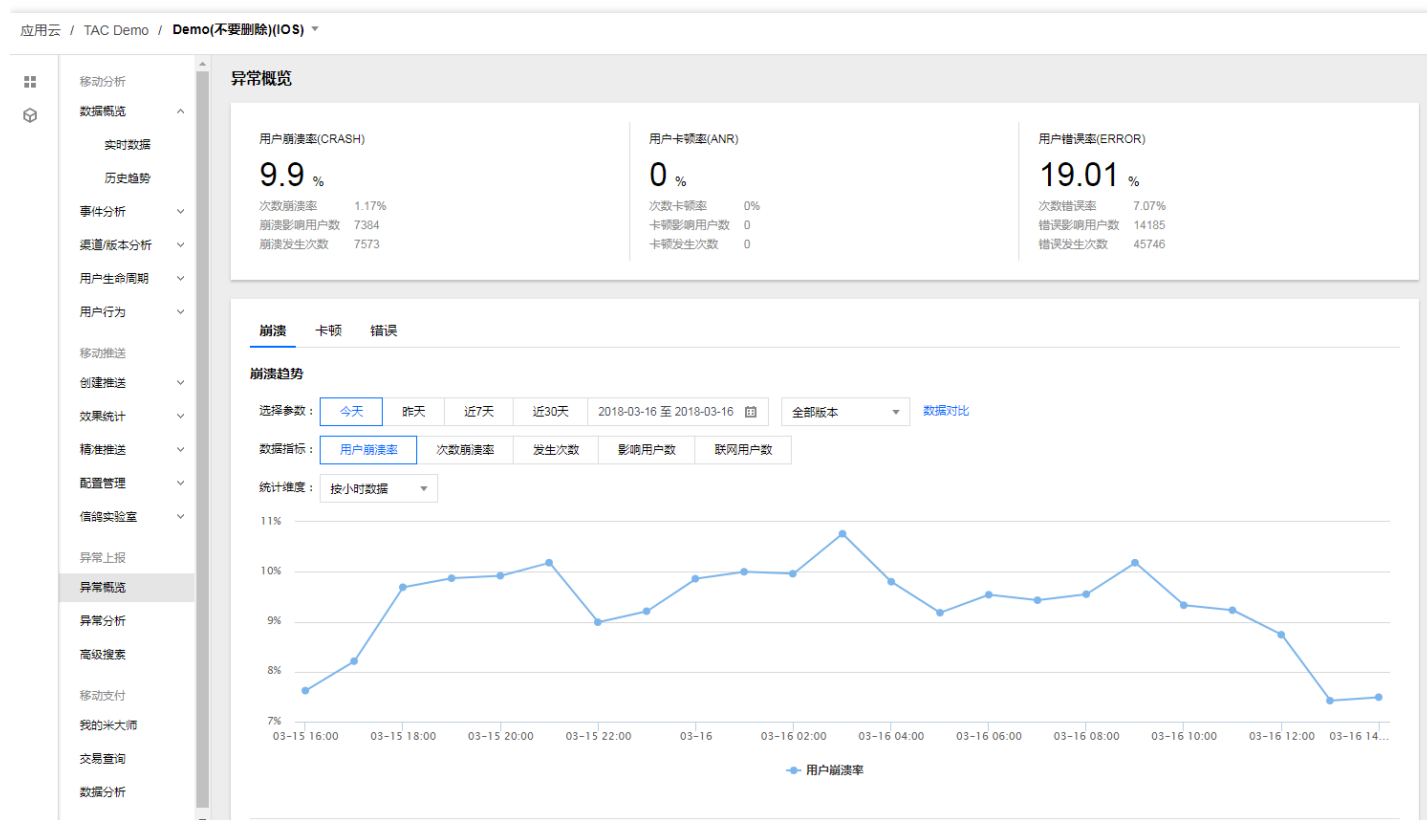 应用云 / TAC Demo / Demo(不要删除)(IOS)
移动分析
数据概览
实时数据
历史趋势
事件分析
渠道/版本分析
用户生命周期
用户行为
移动推送
创建推送
效果统计
精准推送
配置管理
信鸽实验室
异常上报
异常概览
异常分析
高级搜索
移动支付
我的米大师
交易查询
数据分析
异常概览
用户崩溃率(CRASH)
9.9 %
次数崩溃率 1.17%
崩溃影响用户数 7384
崩溃发生次数 7573
用户卡顿率(ANR)
0 %
次数卡顿率 0%
卡顿影响用户数 0
卡顿发生次数 0
用户错误率(ERROR)
19.01 %
次数错误率 7.07%
错误影响用户数 14185
错误发生次数 45746
崩溃 卡顿 错误
崩溃趋势
选择参数： 今天 昨天 近7天 近30天 2018-03-16 至 2018-03-16 全部版本 数据对比
数据指标： 用户崩溃率 次数崩溃率 发生次数 影响用户数 联网用户数
统计维度： 按小时数据
11%
10%
9%
8%
7%
03-15 16:00 03-15 18:00 03-15 20:00 03-15 22:00 03-16 03-16 02:00 03-16 04:00 03-16 06:00 03-16 08:00 03-16 10:00 03-16 12:00 03-16 14...
用户崩溃率